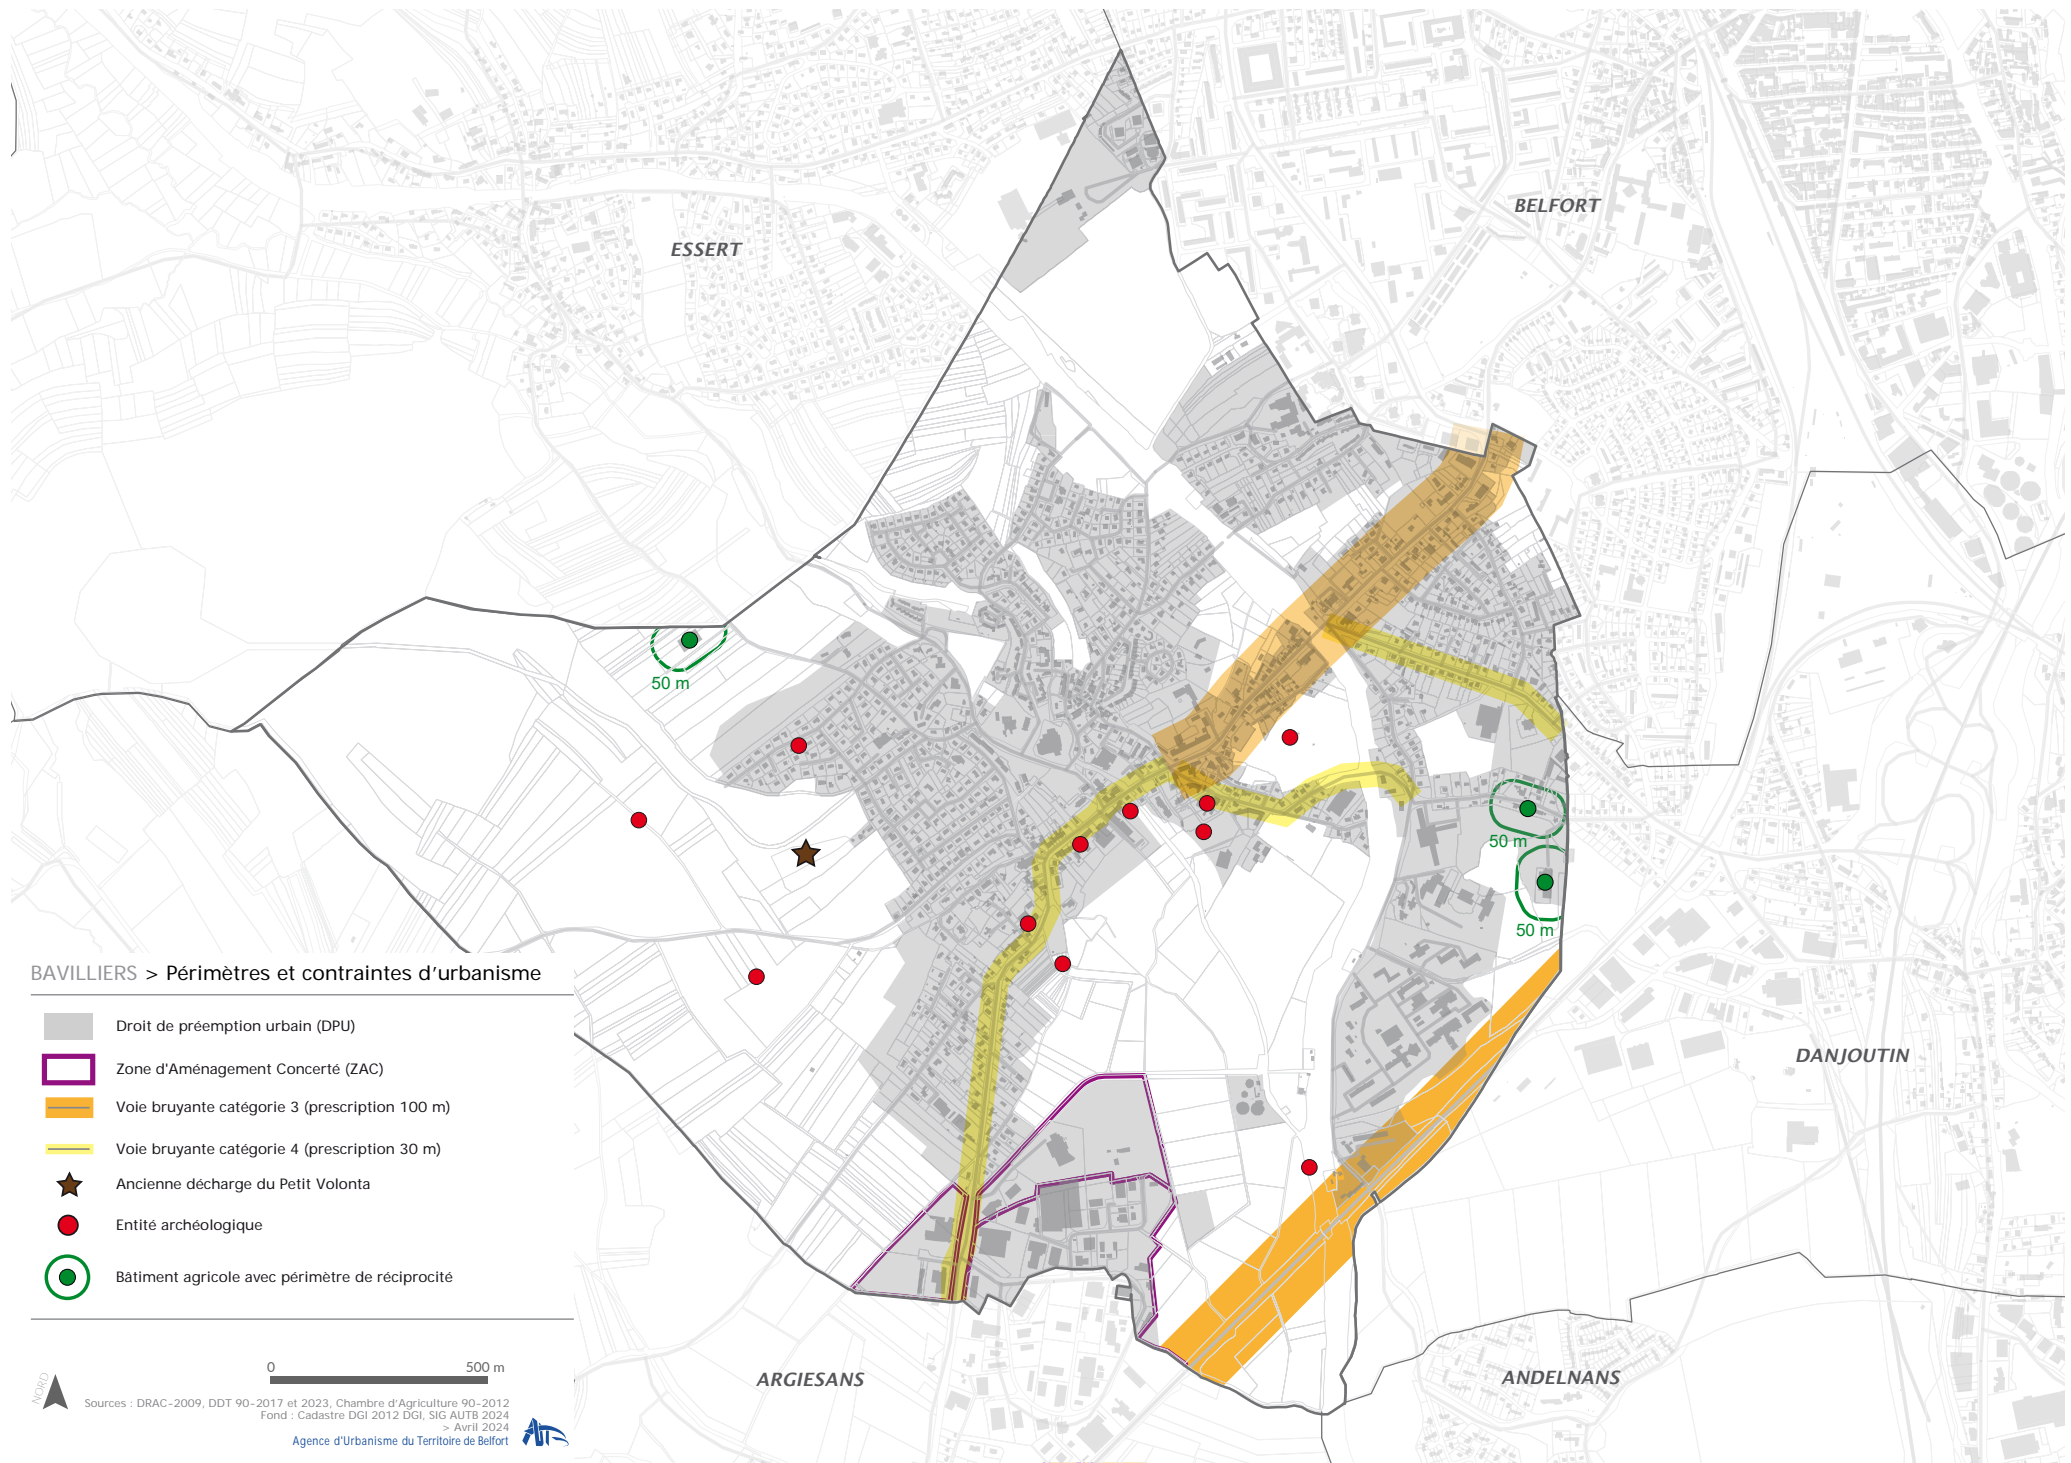 BELFORT
ESSERT
50 m
50 m
50 m
BAVILLIERS > Périmètres et contraintes d'urbanisme
Droit de préemption urbain (DPU)
Zone d'Aménagement Concerté (ZAC)
Voie bruyante catégorie 3 (prescription 100 m)
Voie bruyante catégorie 4 (prescription 30 m)
Ancienne décharge du Petit Volonta
Entité archéologique
Bâtiment agricole avec périmètre de réciprocité
DANJOUTIN
ARGIESANS
ANDELNANS
0 500 m
NORD
Sources : DRAC-2009, DDT 90-2017 et 2023, Chambre d'Agriculture 90-2012
Fond : Cadastre DGI 2012 DGI, SIG AUTB 2024
> Avril 2024
Agence d'Urbanisme du Territoire de Belfort